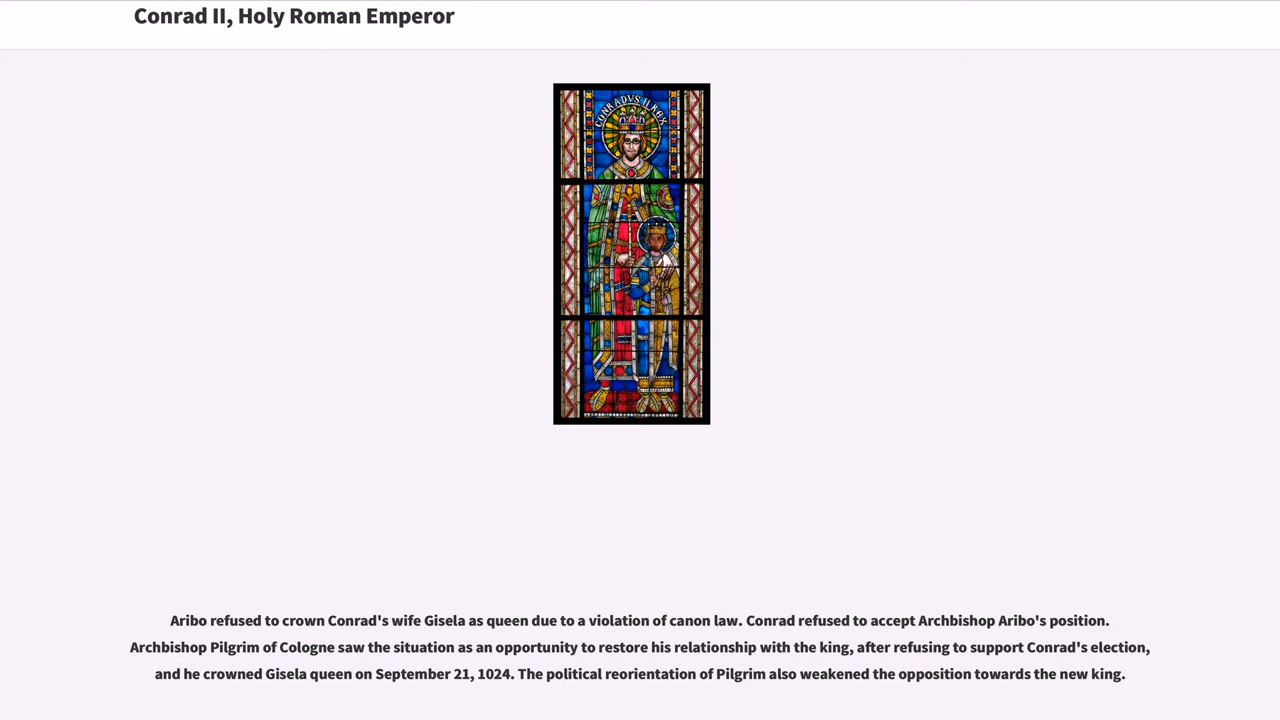 Conrad II, Holy Roman Emperor
CONRADVS II REX
Aribo refused to crown Conrad's wife Gisela as queen due to a violation of canon law. Conrad refused to accept Archbishop Aribo's position.
Archbishop Pilgrim of Cologne saw the situation as an opportunity to restore his relationship with the king, after refusing to support Conrad's election,
and he crowned Gisela queen on September 21, 1024. The political reorientation of Pilgrim also weakened the opposition towards the new king.